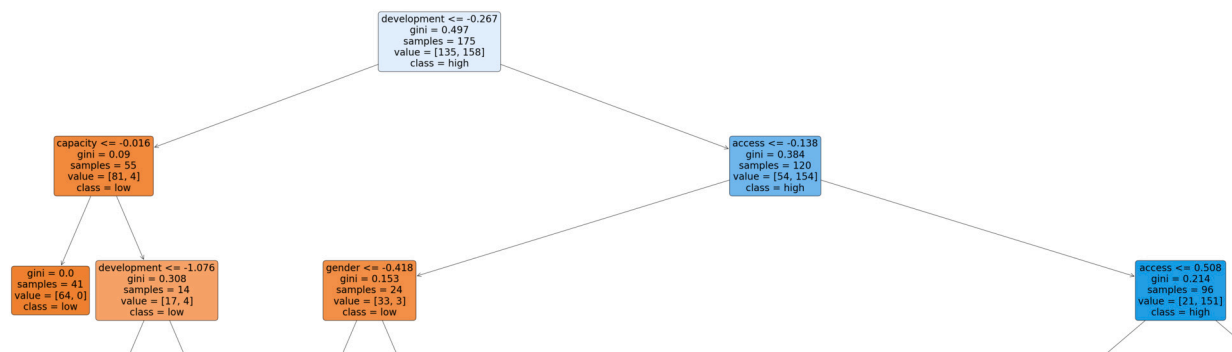 development <= -0.267
gini = 0.497
samples = 175
value = [135, 158]
class = high
capacity <= -0.016
gini = 0.09
samples = 55
value = [81, 4]
class = low
access <= -0.138
gini = 0.384
samples = 120
value = [54, 154]
class = high
gini = 0.0
samples = 41
value = [64, 0]
class = low
development <= -1.076
gini = 0.308
samples = 14
value = [17, 4]
class = low
gender <= -0.418
gini = 0.153
samples = 24
value = [33, 3]
class = low
access <= 0.508
gini = 0.214
samples = 96
value = [21, 151]
class = high